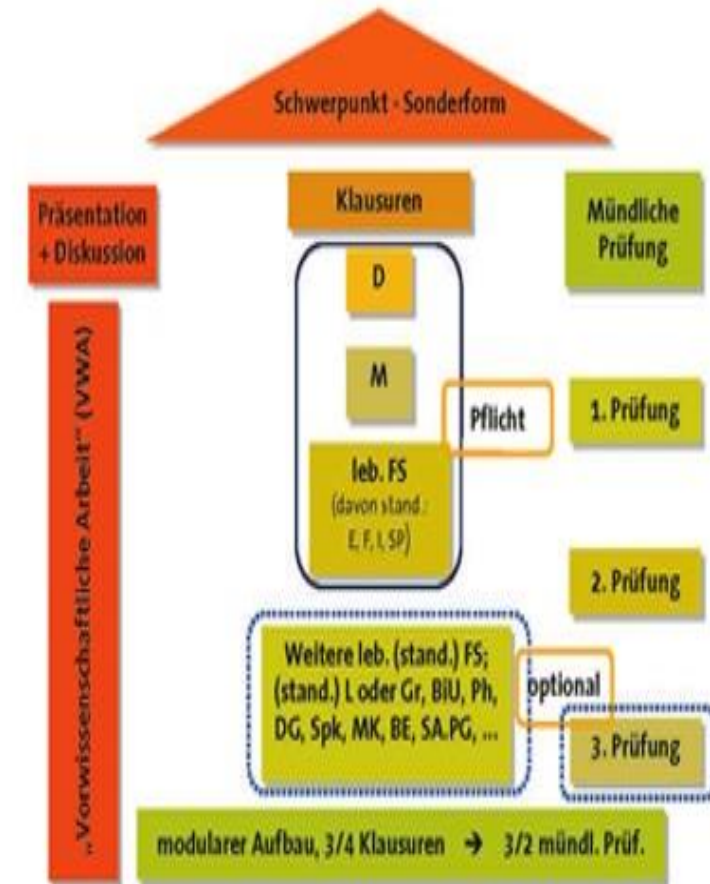 Schwerpunkt - Sonderform
Präsentation
+ Diskussion
„Vorwissenschaftliche Arbeit“ (VWA)
Klausuren
D
M
leb. FS
(davon stand.:
E, F, I, SP)
Pflicht
Weitere leb. (stand.) FS;
(stand.) L oder Gr, BiU, Ph,
DG, Spk, MK, BE, SA.PG, ...
optional
Mündliche
Prüfung
1. Prüfung
2. Prüfung
3. Prüfung
modularer Aufbau, 3/4 Klausuren → 3/2 mündl. Prüf.